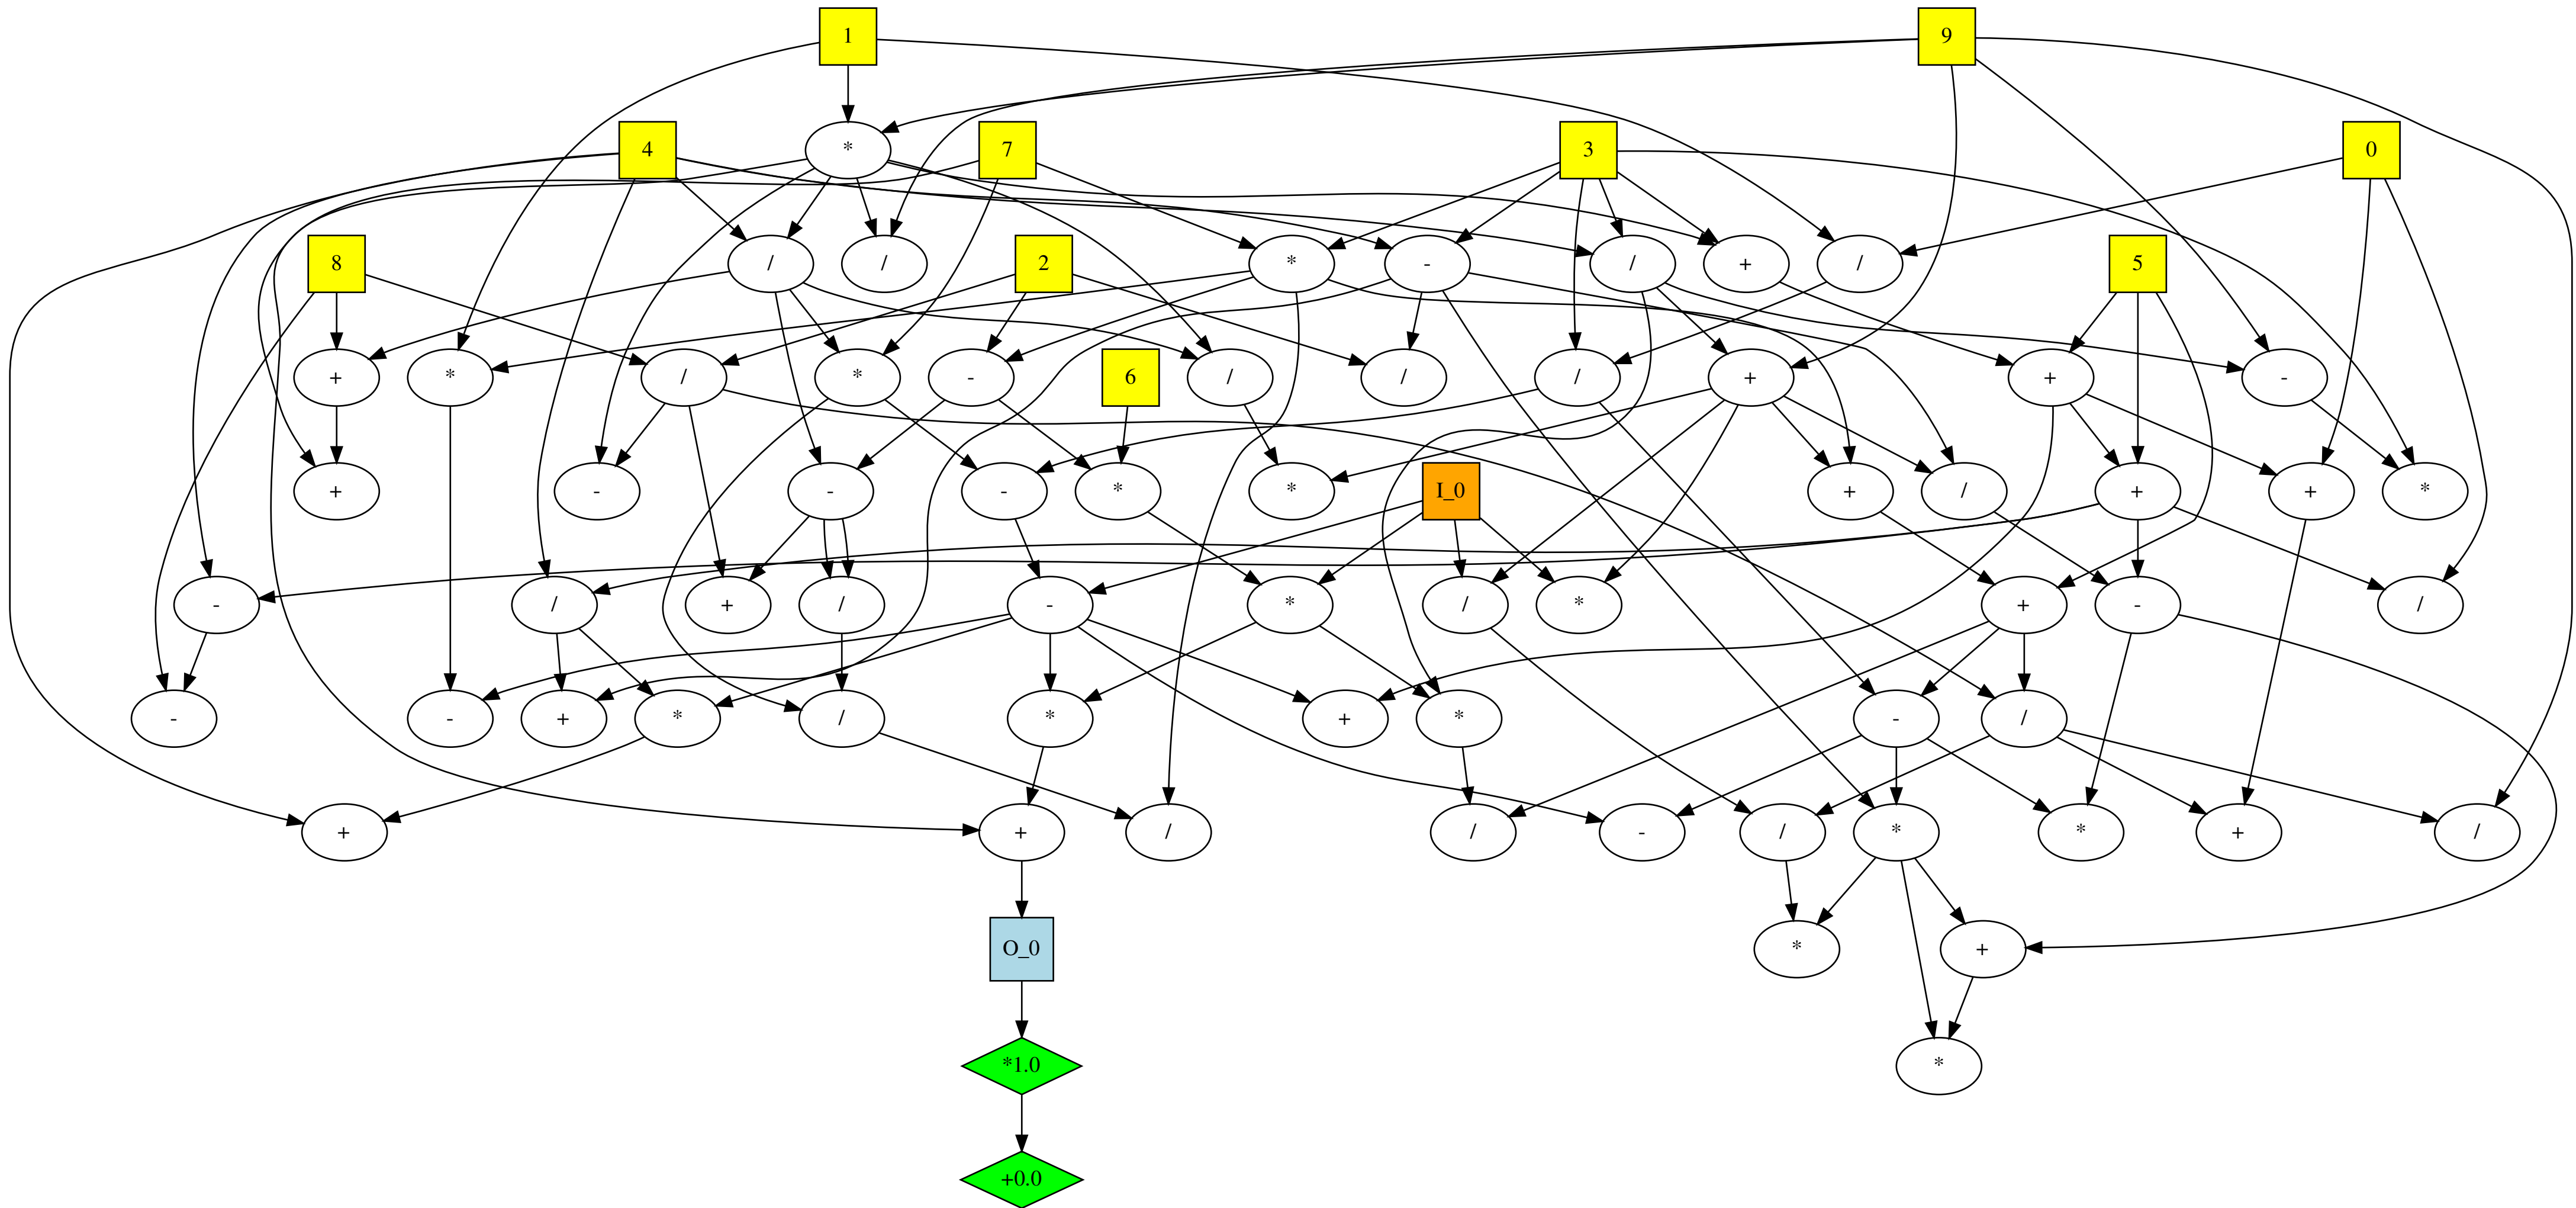 1 9
4 * 7 3 0
8 / / 2 * - / + / 5
+ * / * - 6 / / / + + -
+ - - - * * I_0 + / + + *
- / + / - * / * + - /
- - + * / * + * - /
+ + / / - / * * + /
O_0 * +
*1.0 *
+0.0